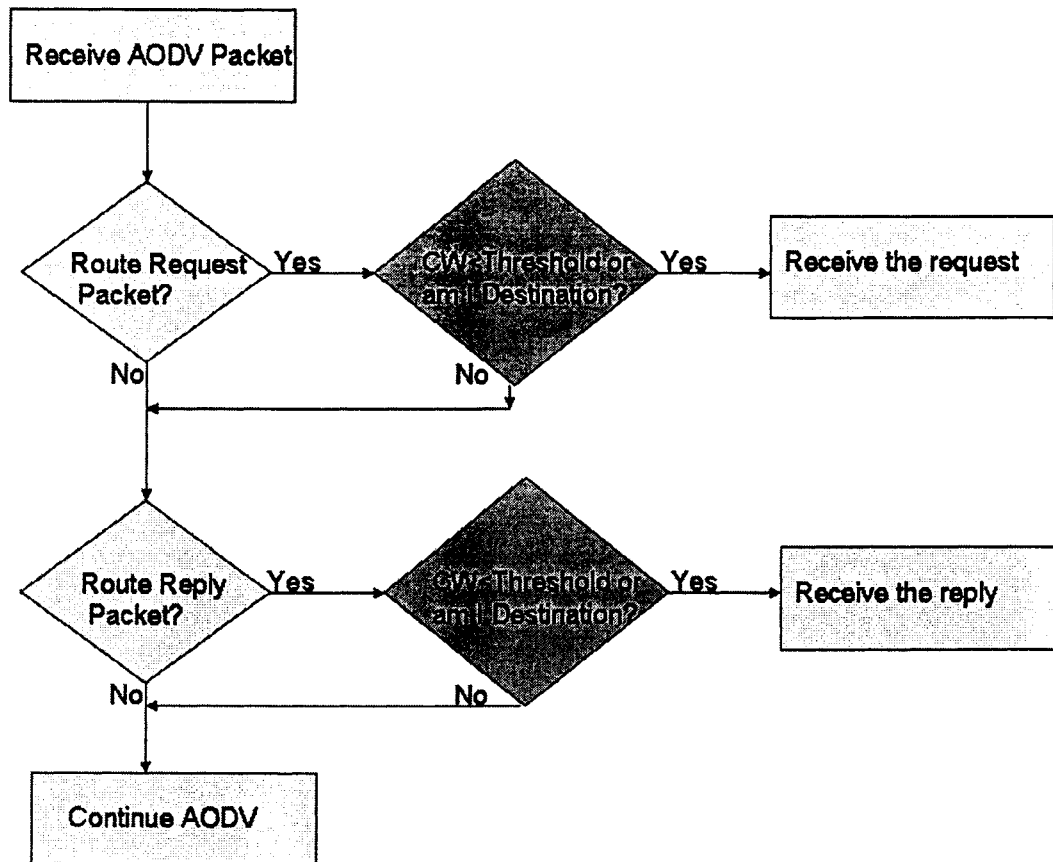 Receive AODV Packet
Route Request
Packet?
Yes
CW<Threshold or
am I Destination?
Yes
Receive the request
No
No
Route Reply
Packet?
Yes
CW<Threshold or
am I Destination?
Yes
Receive the reply
No
No
Continue AODV